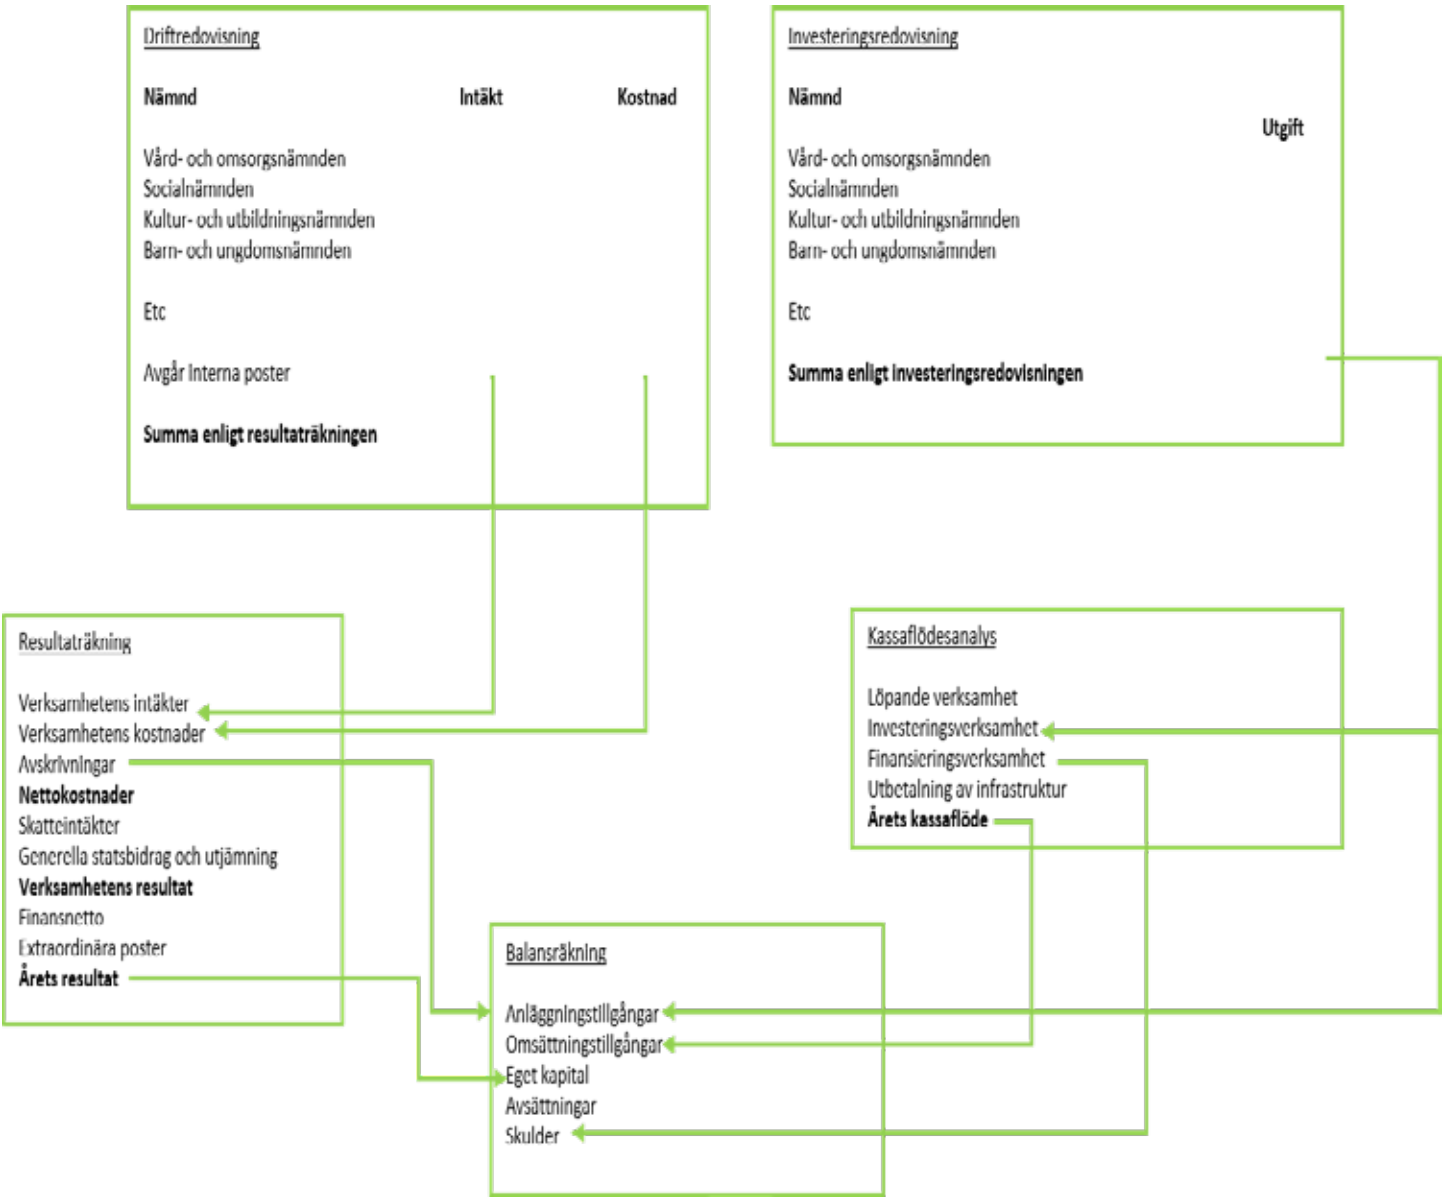 Driftredovisning
Nämnd Intäkt Kostnad
Vård- och omsorgsnämnden
Socialnämnden
Kultur- och utbildningsnämnden
Barn- och ungdomsnämnden
Etc
Avgår interna poster
Summa enligt resultaträkningen
Investeringsredovisning
Nämnd
Utgift
Vård- och omsorgsnämnden
Socialnämnden
Kultur- och utbildningsnämnden
Barn- och ungdomsnämnden
Etc
Summa enligt investeringsredovisningen
Resultaträkning
Verksamhetens intäkter
Verksamhetens kostnader
Avskrivningar
Nettokostnader
Skatteintäkter
Generella statsbidrag och utjämning
Verksamhetens resultat
Finansnetto
Extraordinära poster
Årets resultat
Kassaflödesanalys
Löpande verksamhet
Investeringsverksamhet
Finansieringsverksamhet
Utbetalning av infrastruktur
Årets kassaflöde
Balansräkning
Anläggningstillgångar
Omsättningstillgångar
Eget kapital
Avsättningar
Skulder